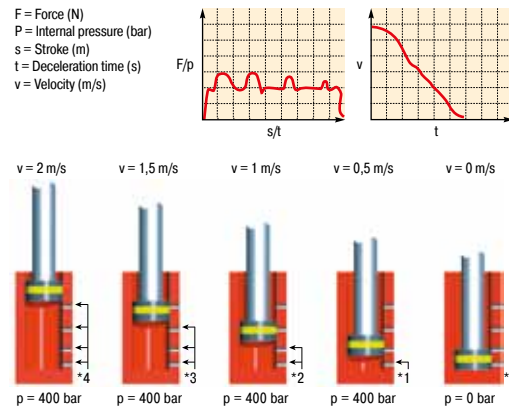 F = Force (N)
P = Internal pressure (bar)
s = Stroke (m)
t = Deceleration time (s)
v = Velocity (m/s)
F/p
s/t
v
t
v = 2 m/s
v = 1,5 m/s
v = 1 m/s
v = 0,5 m/s
v = 0 m/s
*4
*3
*2
*1
*
p = 400 bar
p = 400 bar
p = 400 bar
p = 400 bar
p = 0 bar